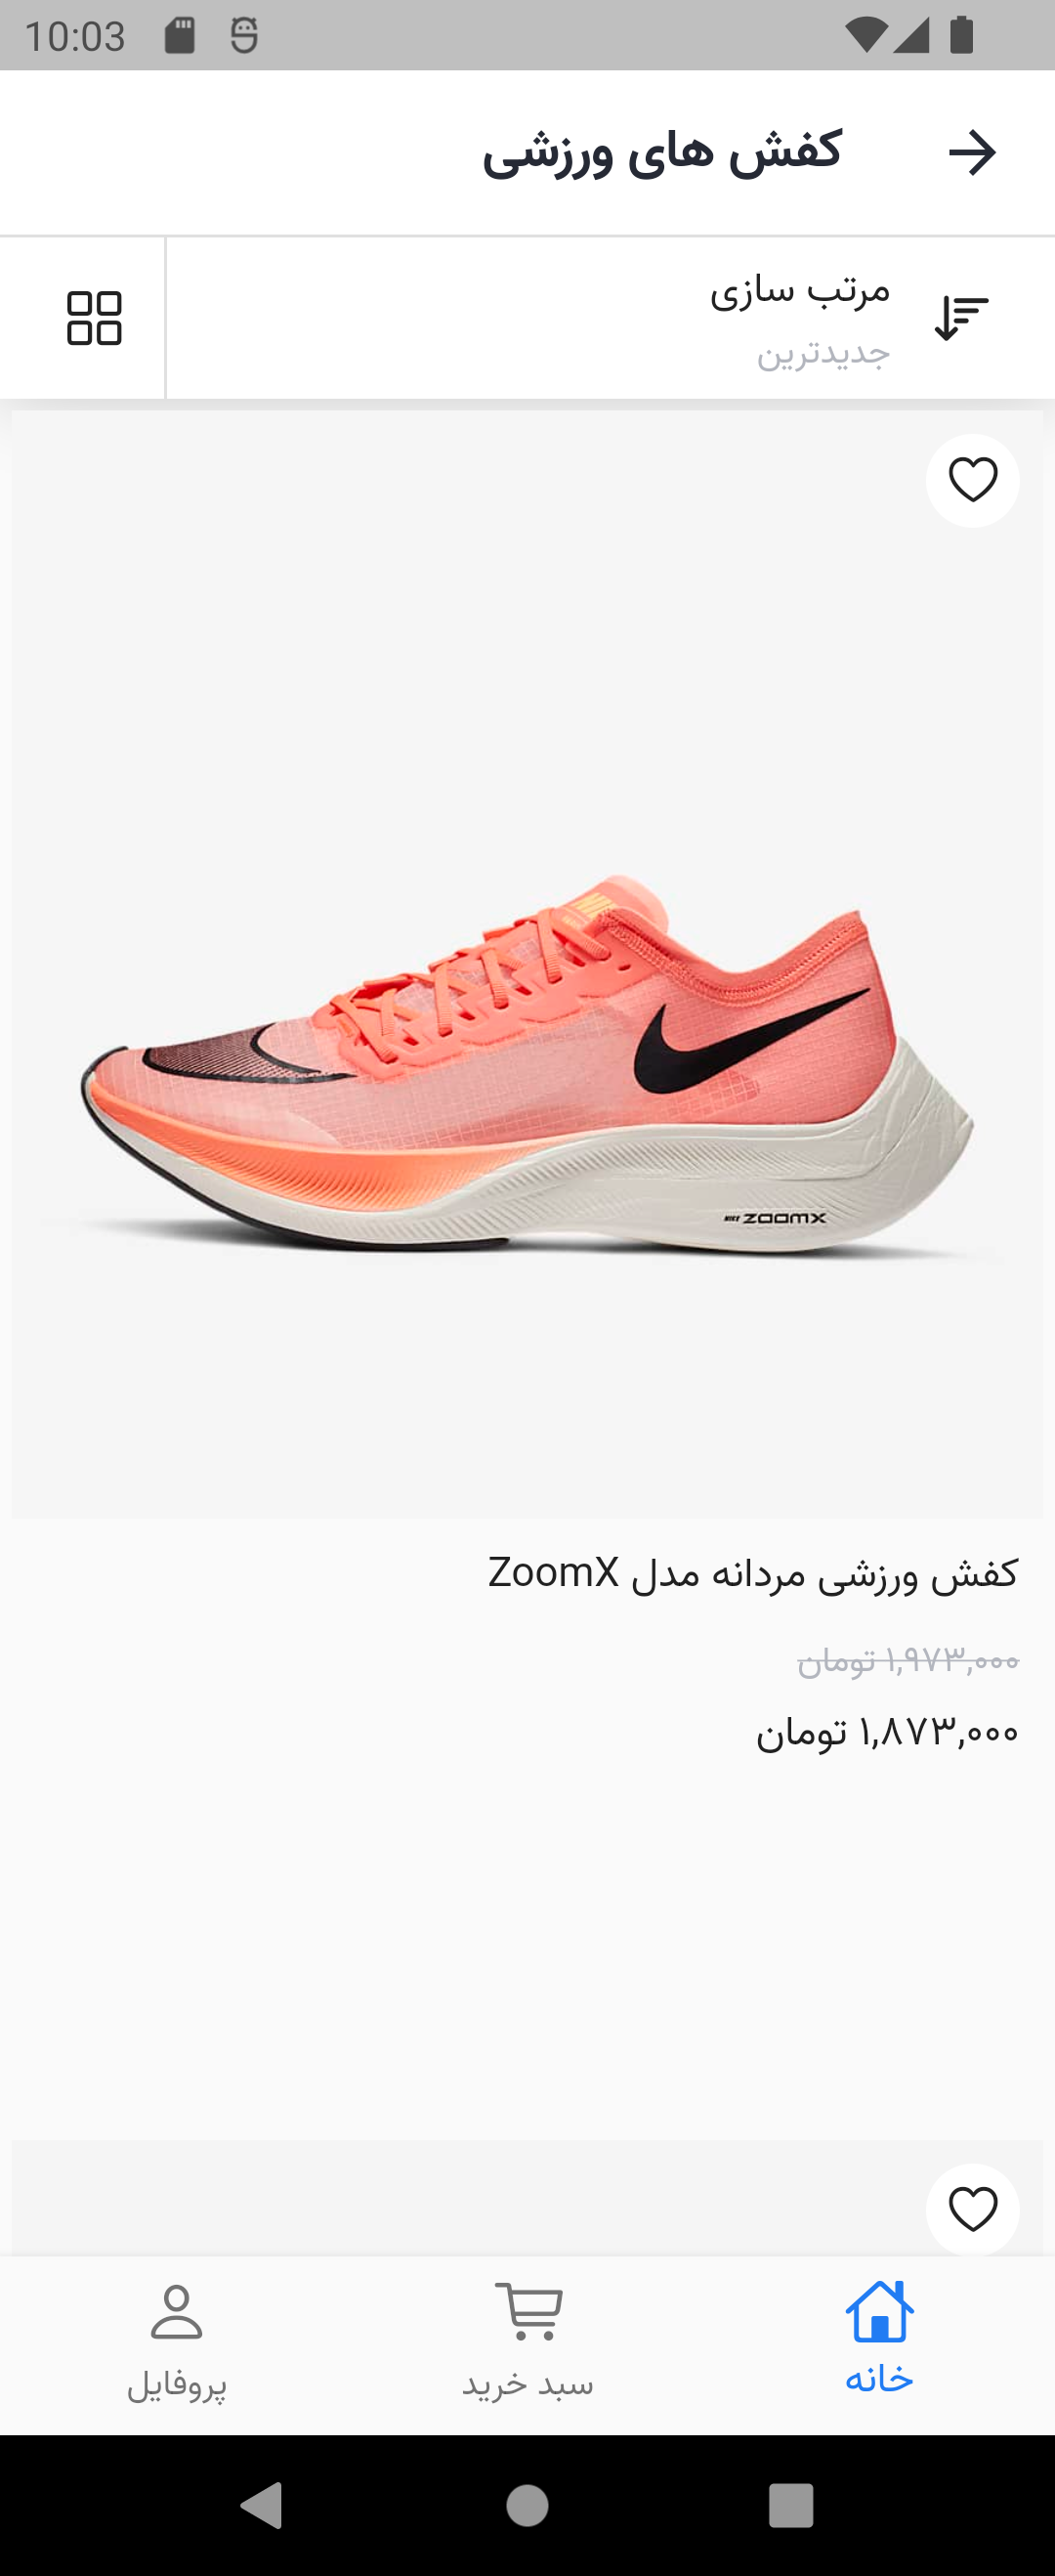 10:03
کفش های ورزشی
مرتب سازی
جدیدترین
NIKE ZOOMX
کفش ورزشی مردانه مدل ZoomX
۱,۹۷۳,۰۰۰ تومان
۱,۸۷۳,۰۰۰ تومان
خانه
سبد خرید
پروفایل